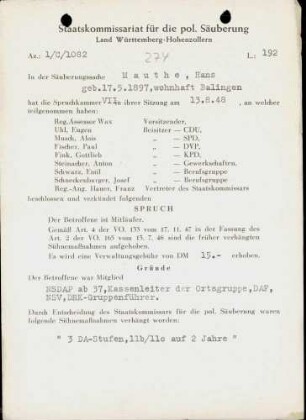 Staatskommissariat für die pol. Säuberung
Land Württemberg-Hohenzollern
Az.: 1/C/1082 274 L.: 192
In der Säuberungssache Mauthe, Hans
geb.17.5.1897, wohnhaft Balingen
hat die Spruchkammer VII in ihrer Sitzung am 13.8.48 , an welcher
teilgenommen haben:
Reg.Assessor Wax Vorsitzender,
Uhl, Eugen Beisitzer — CDU,
Mauch, Alois „ — SPD,
Fischer, Paul „ — DVP,
Fink, Gottlich „ — KPD,
Steimacher, Anton „ — Gewerkschaften,
Schwarz, Emil „ — Berufsgruppe
Schneckenburger, Josef „ — Berufsgruppe
Reg.-Ang. Hauer, Franz Vertreter des Staatskommissars
beschlossen und verkündet folgenden
SPRUCH
Der Betroffene ist Mitläufer.
Gemäß Art. 4 der VO. 133 vom 17. 11. 47 in der Fassung des
Art. 2 der VO. 165 vom 13. 7. 48 sind die früher verhängten
Sühnemaßnahmen aufgehoben.
Es wird eine Verwaltungsgebühr von DM 15.- erhoben.
Gründe
Der Betroffene war Mitglied
NSDAP ab 37,Kassenleiter der Ortsgruppe,DAF,
NSV,DRK-Gruppenführer.
Durch Entscheidung des Staatskommissars für die pol. Säuberung waren
folgende Sühnemaßnahmen verhängt worden:
" 3 DA-Stufen,11b/11c auf 2 Jahre "